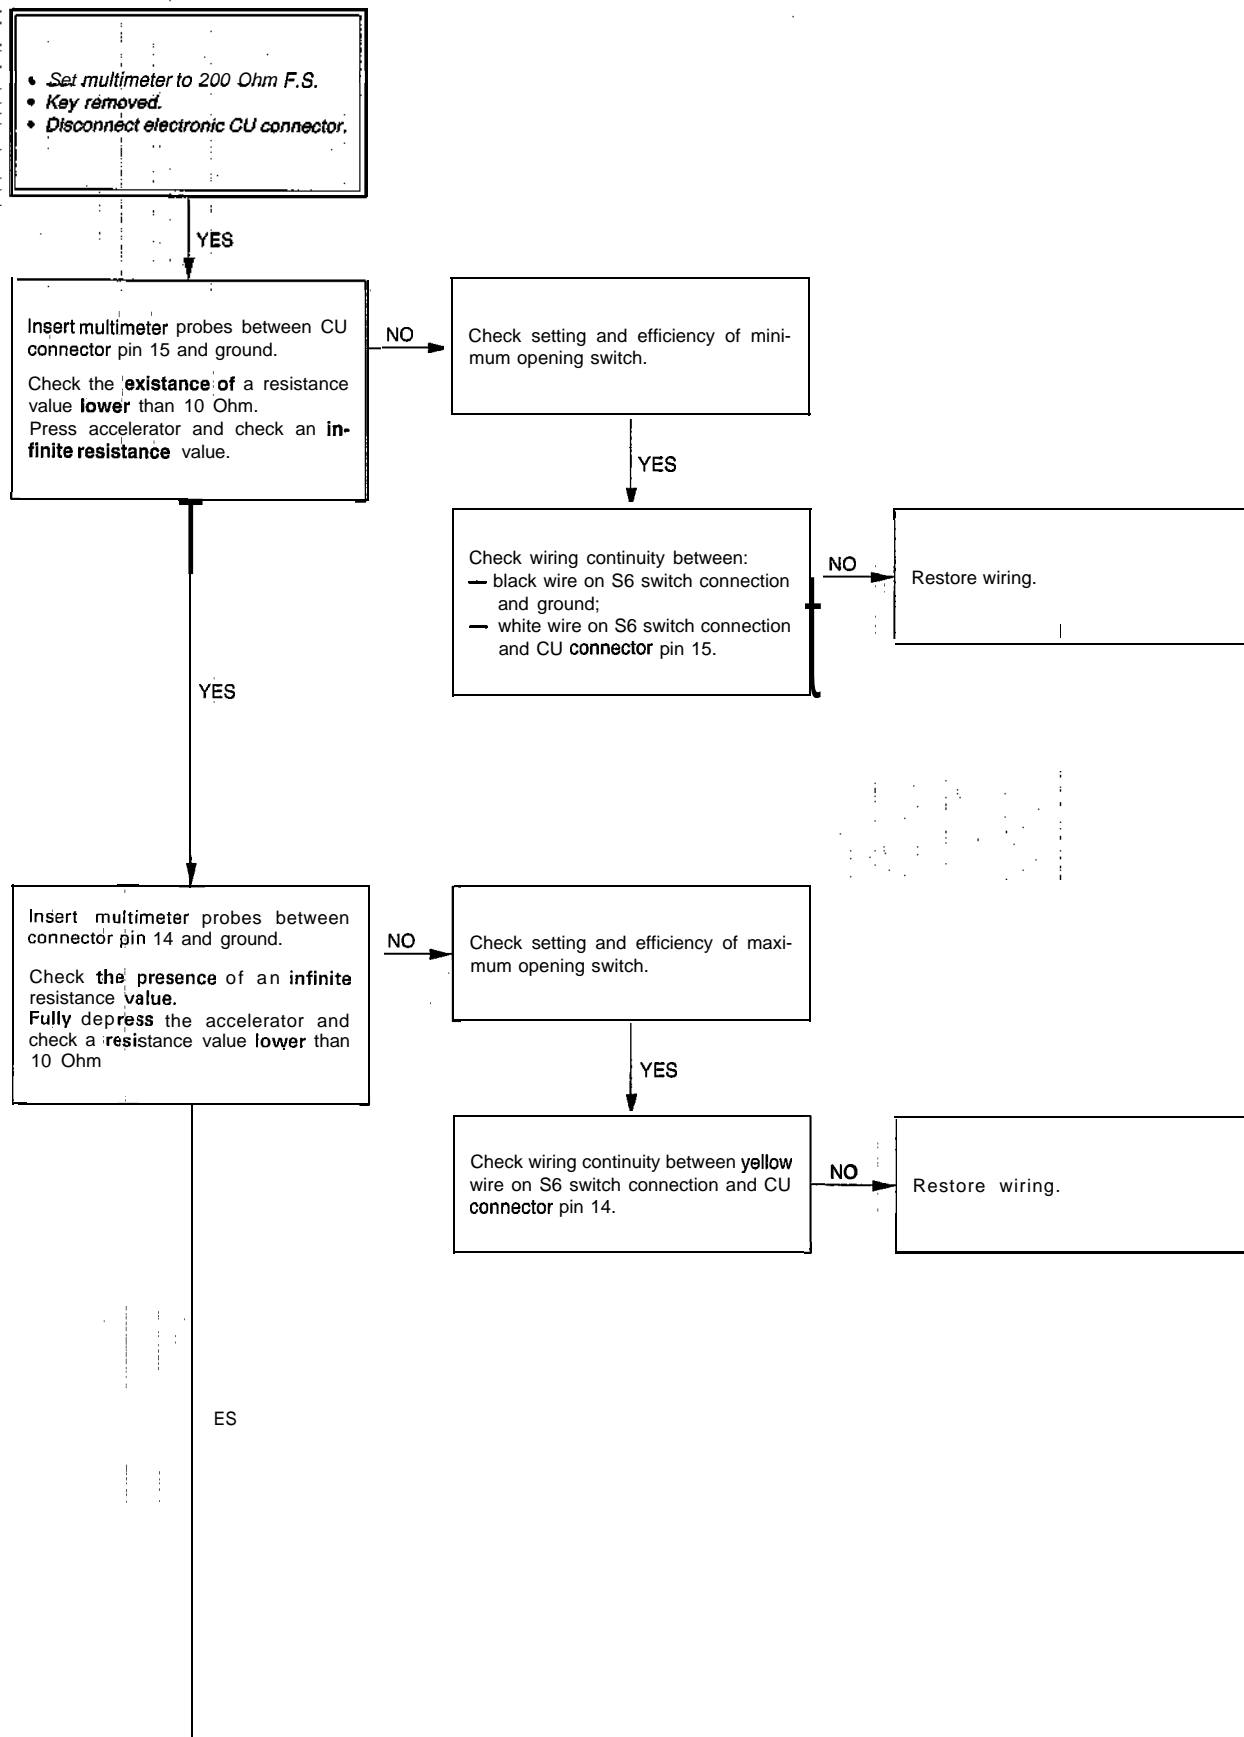 • Set multimeter to 200 Ohm F.S.
• Key removed.
• Disconnect electronic CU connector.
YES
Insert multimeter probes between CU
connector pin 15 and ground.
Check the existance of a resistance
value lower than 10 Ohm.
Press accelerator and check an in-
finite resistance value.
NO
Check setting and efficiency of mini-
mum opening switch.
YES
Check wiring continuity between:
— black wire on S6 switch connection
and ground;
— white wire on S6 switch connection
and CU connector pin 15.
NO
Restore wiring.
YES
Insert multimeter probes between
connector pin 14 and ground.
Check the presence of an infinite
resistance value.
Fully depress the accelerator and
check a resistance value lower than
10 Ohm
NO
Check setting and efficiency of maxi-
mum opening switch.
YES
Check wiring continuity between yellow
wire on S6 switch connection and CU
connector pin 14.
NO
Restore wiring.
ES